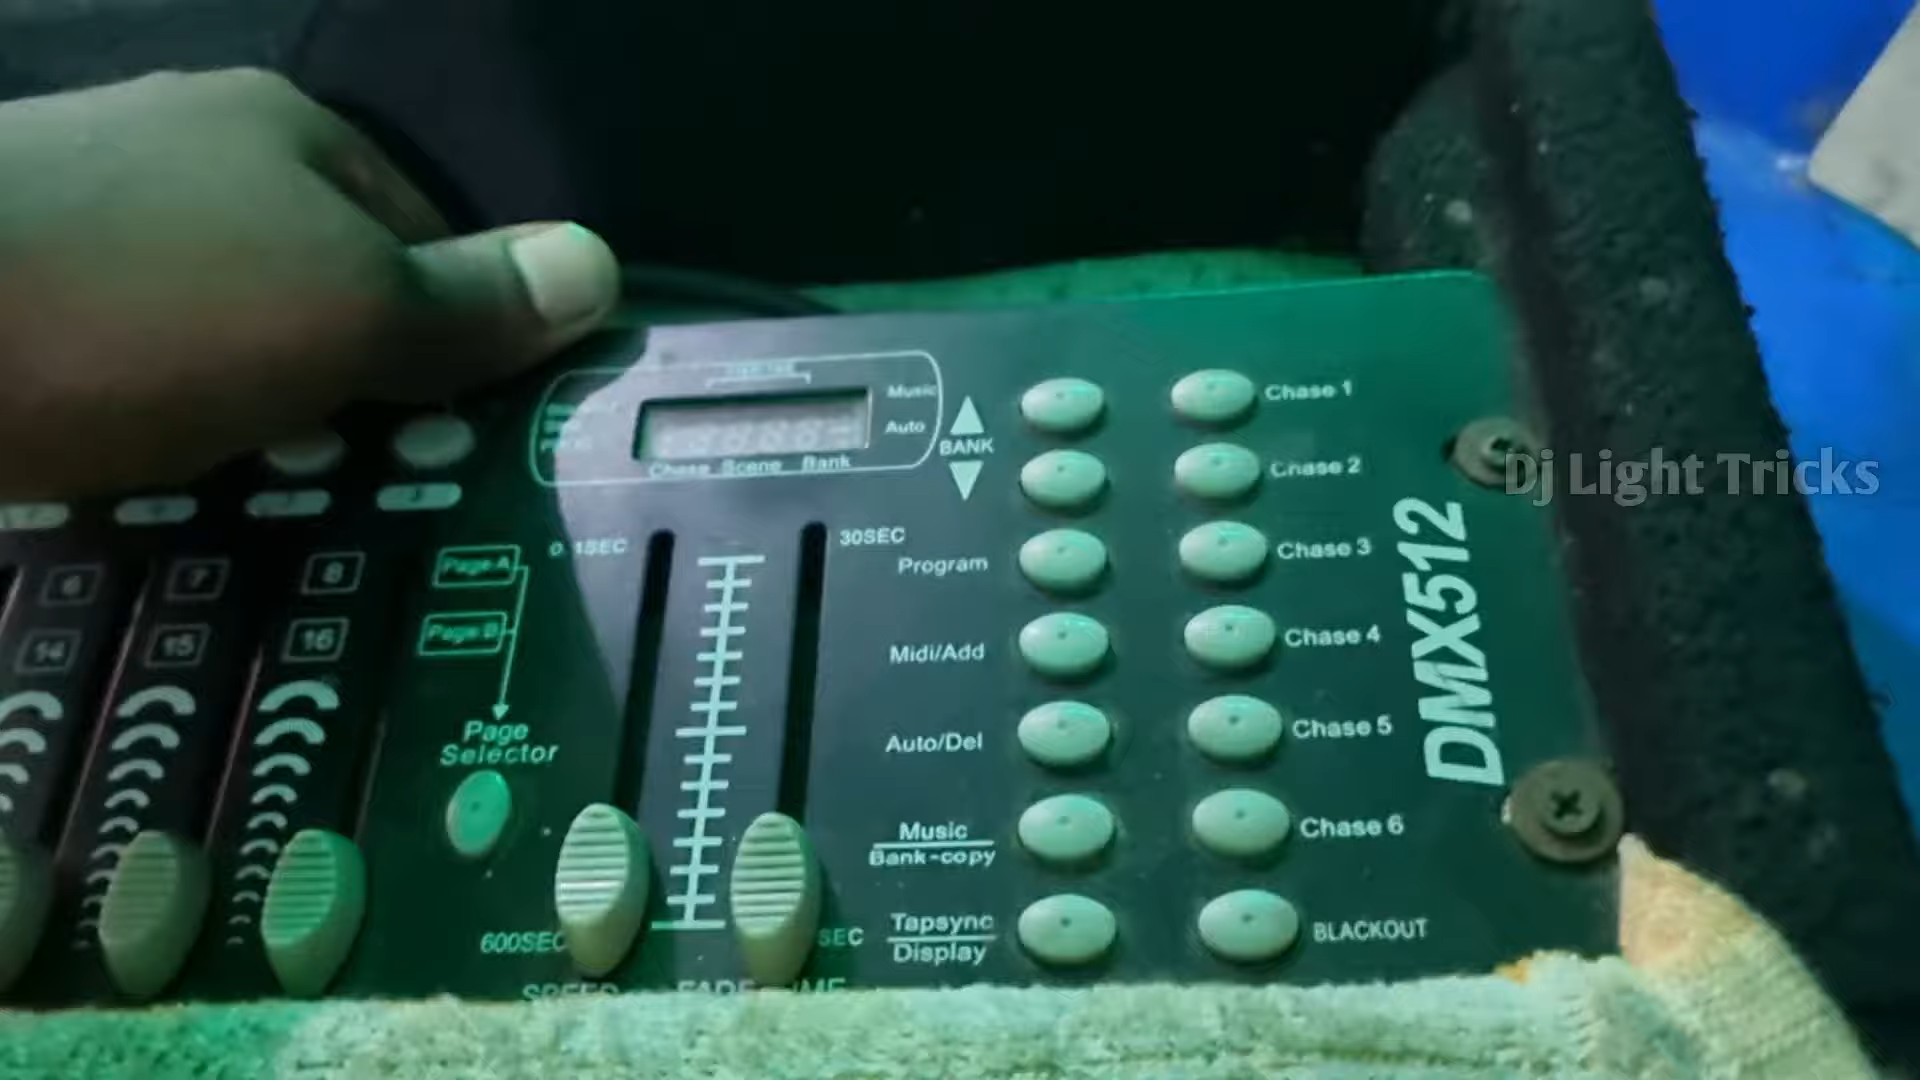 Music
Auto
Chase Scene Bank
BANK
Chase 1
Chase 2
Dj Light Tricks
30SEC
Program
Chase 3
6
7
8
Page A
14
15
16
Page B
Midi/Add
Chase 4
DMX512
Page
Selector
Auto/Del
Chase 5
Music
Bank-copy
Chase 6
600SEC
SEC
Tapsync
Display
BLACKOUT
SPEED